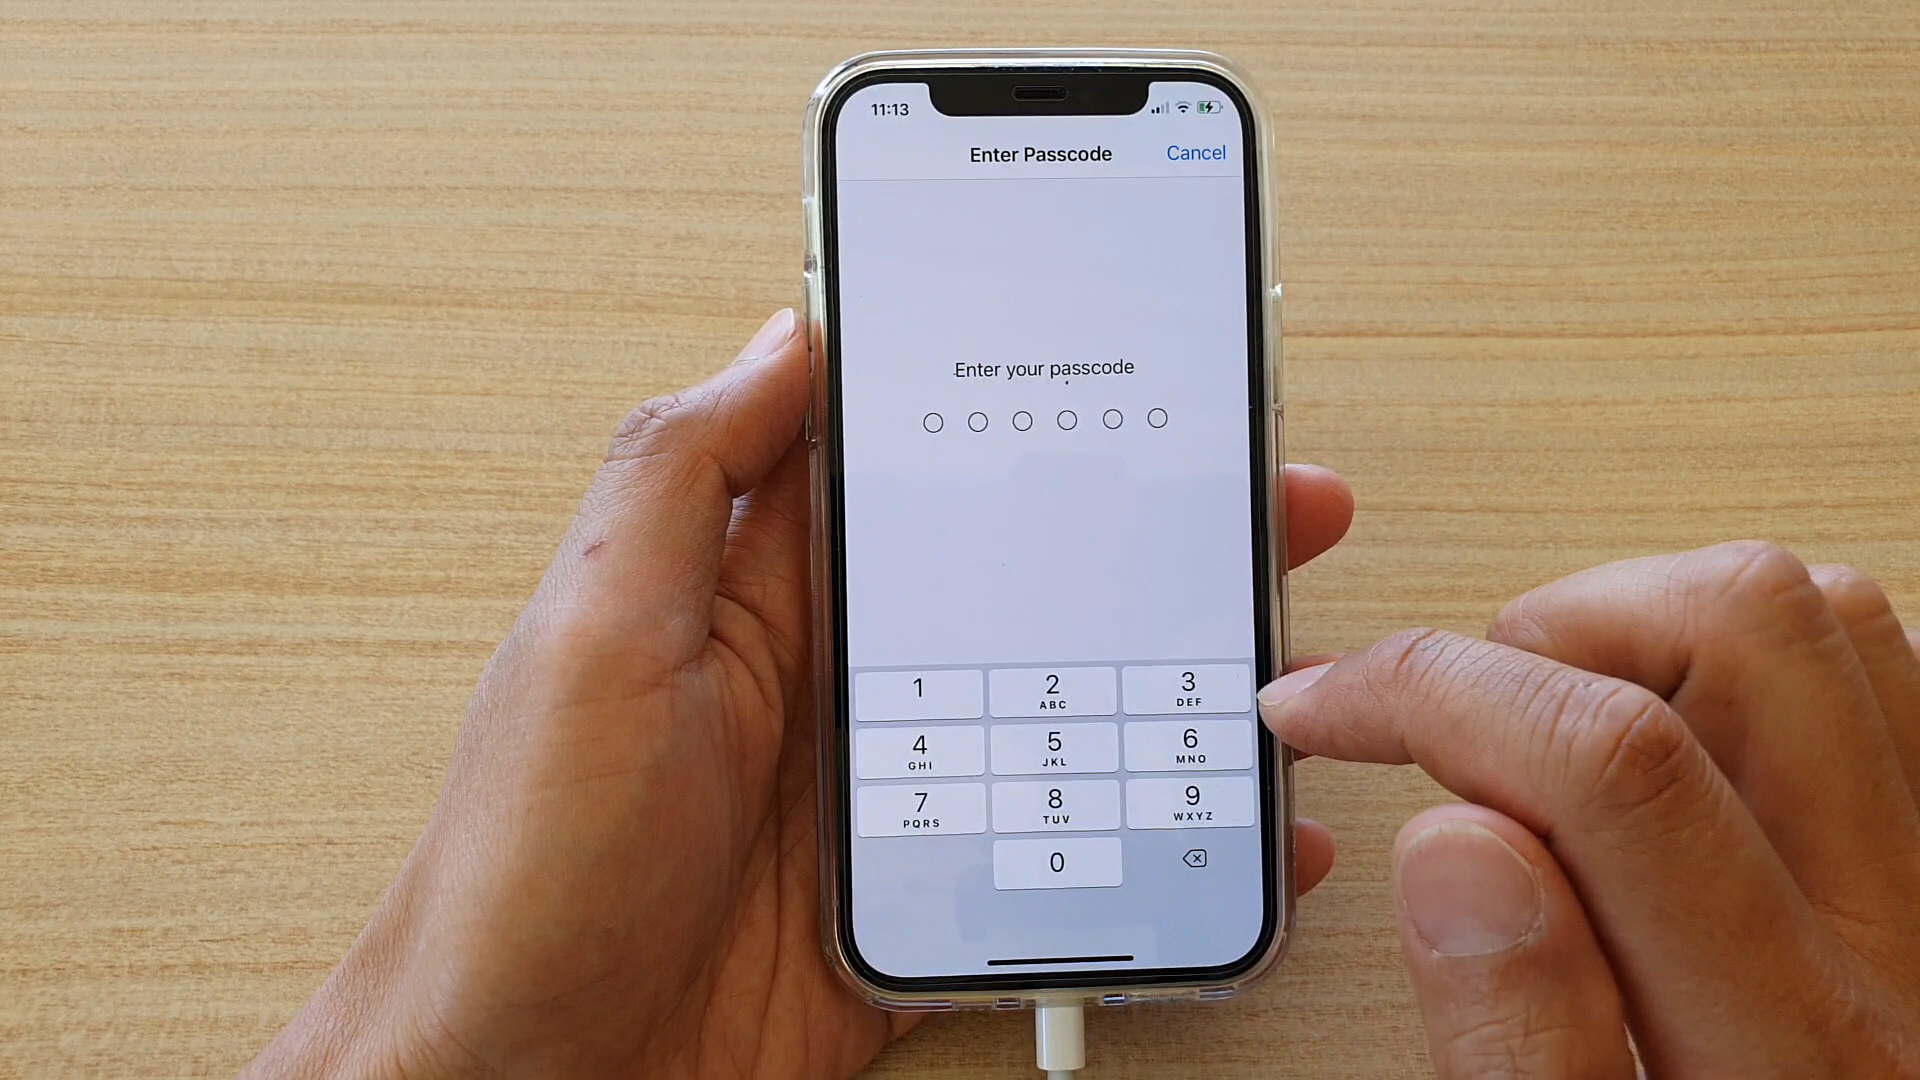 11:13
Enter Passcode
Cancel
Enter your passcode
1
2
ABC
3
DEF
4
GHI
5
JKL
6
MNO
7
PQRS
8
TUV
9
WXYZ
0